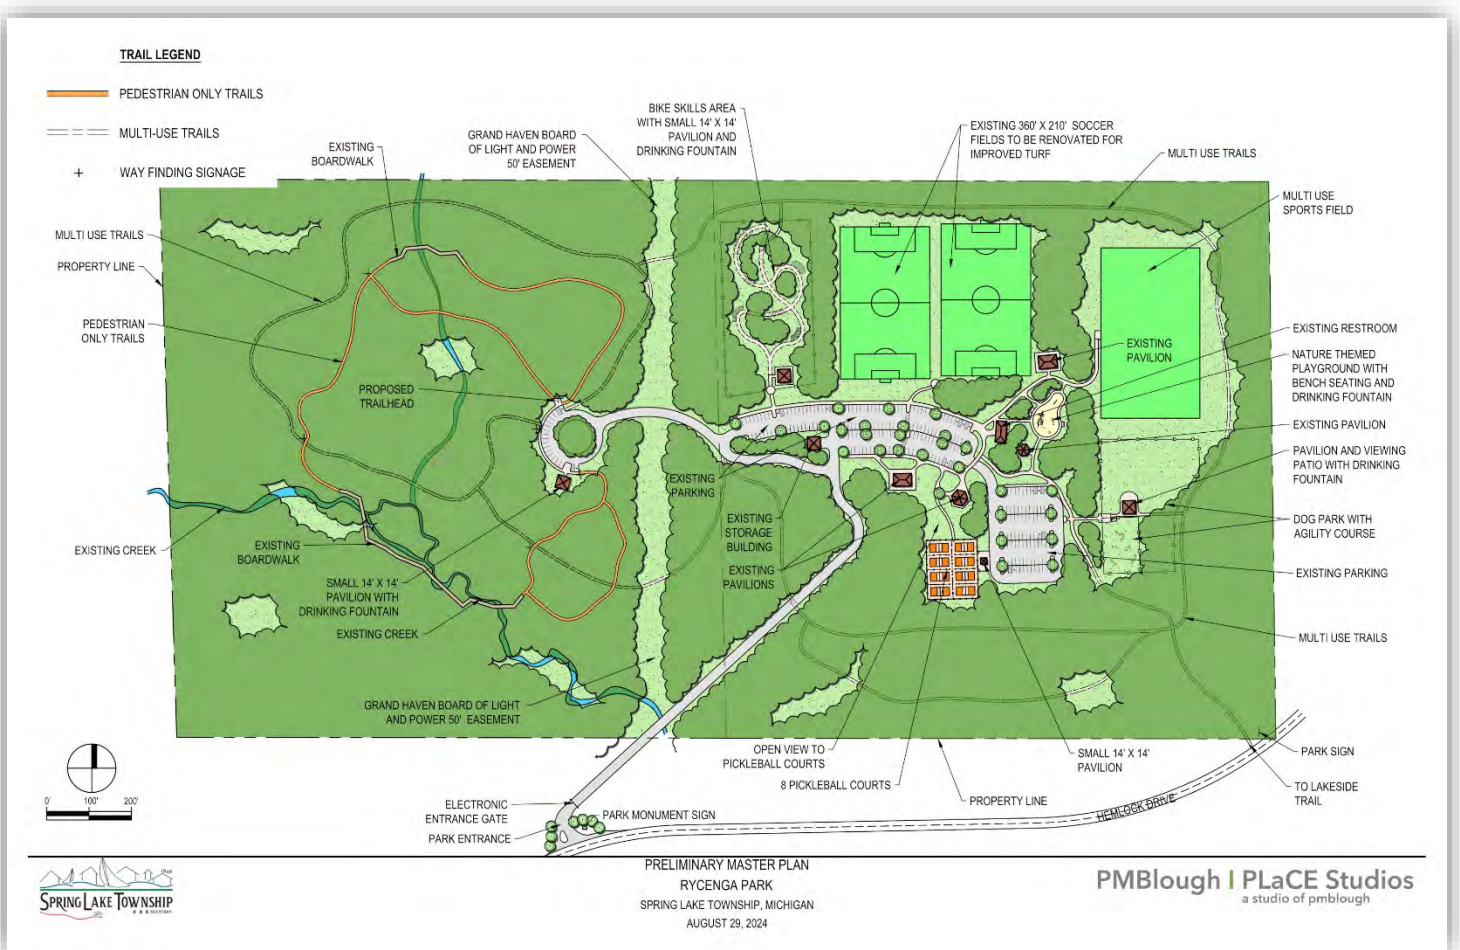 TRAIL LEGEND
PEDESTRIAN ONLY TRAILS
MULTI-USE TRAILS
WAY FINDING SIGNAGE
EXISTING
BOARDWALK
GRAND HAVEN BOARD
OF LIGHT AND POWER
50' EASEMENT
BIKE SKILLS AREA
WITH SMALL 14' X 14'
PAVILION AND
DRINKING FOUNTAIN
EXISTING 360' X 210' SOCCER
FIELDS TO BE RENOVATED FOR
IMPROVED TURF
MULTI USE TRAILS
MULTI USE
SPORTS FIELD
MULTI USE TRAILS
PROPERTY LINE
PEDESTRIAN
ONLY TRAILS
PROPOSED
TRAILHEAD
EXISTING
PAVILION
EXISTING RESTROOM
NATURE THEMED
PLAYGROUND WITH
BENCH SEATING AND
DRINKING FOUNTAIN
EXISTING PAVILION
PAVILION AND VIEWING
PATIO WITH DRINKING
FOUNTAIN
DOG PARK WITH
AGILITY COURSE
EXISTING PARKING
MULTI USE TRAILS
EXISTING
PARKING
EXISTING
STORAGE
BUILDING
EXISTING
PAVILIONS
EXISTING CREEK
EXISTING
BOARDWALK
SMALL 14' X 14'
PAVILION WITH
DRINKING FOUNTAIN
EXISTING CREEK
GRAND HAVEN BOARD OF LIGHT
AND POWER 50' EASEMENT
OPEN VIEW TO
PICKLEBALL COURTS
8 PICKLEBALL COURTS
SMALL 14' X 14'
PAVILION
PROPERTY LINE
PARK SIGN
TO LAKESIDE
TRAIL
HEMLOCK DRIVE
ELECTRONIC
ENTRANCE GATE
PARK ENTRANCE
PARK MONUMENT SIGN
0' 100' 200'
PRELIMINARY MASTER PLAN
RYCENGA PARK
SPRING LAKE TOWNSHIP, MICHIGAN
AUGUST 29, 2024
SPRING LAKE TOWNSHIP
PMBlough | PLaCE Studios
a studio of pmblough